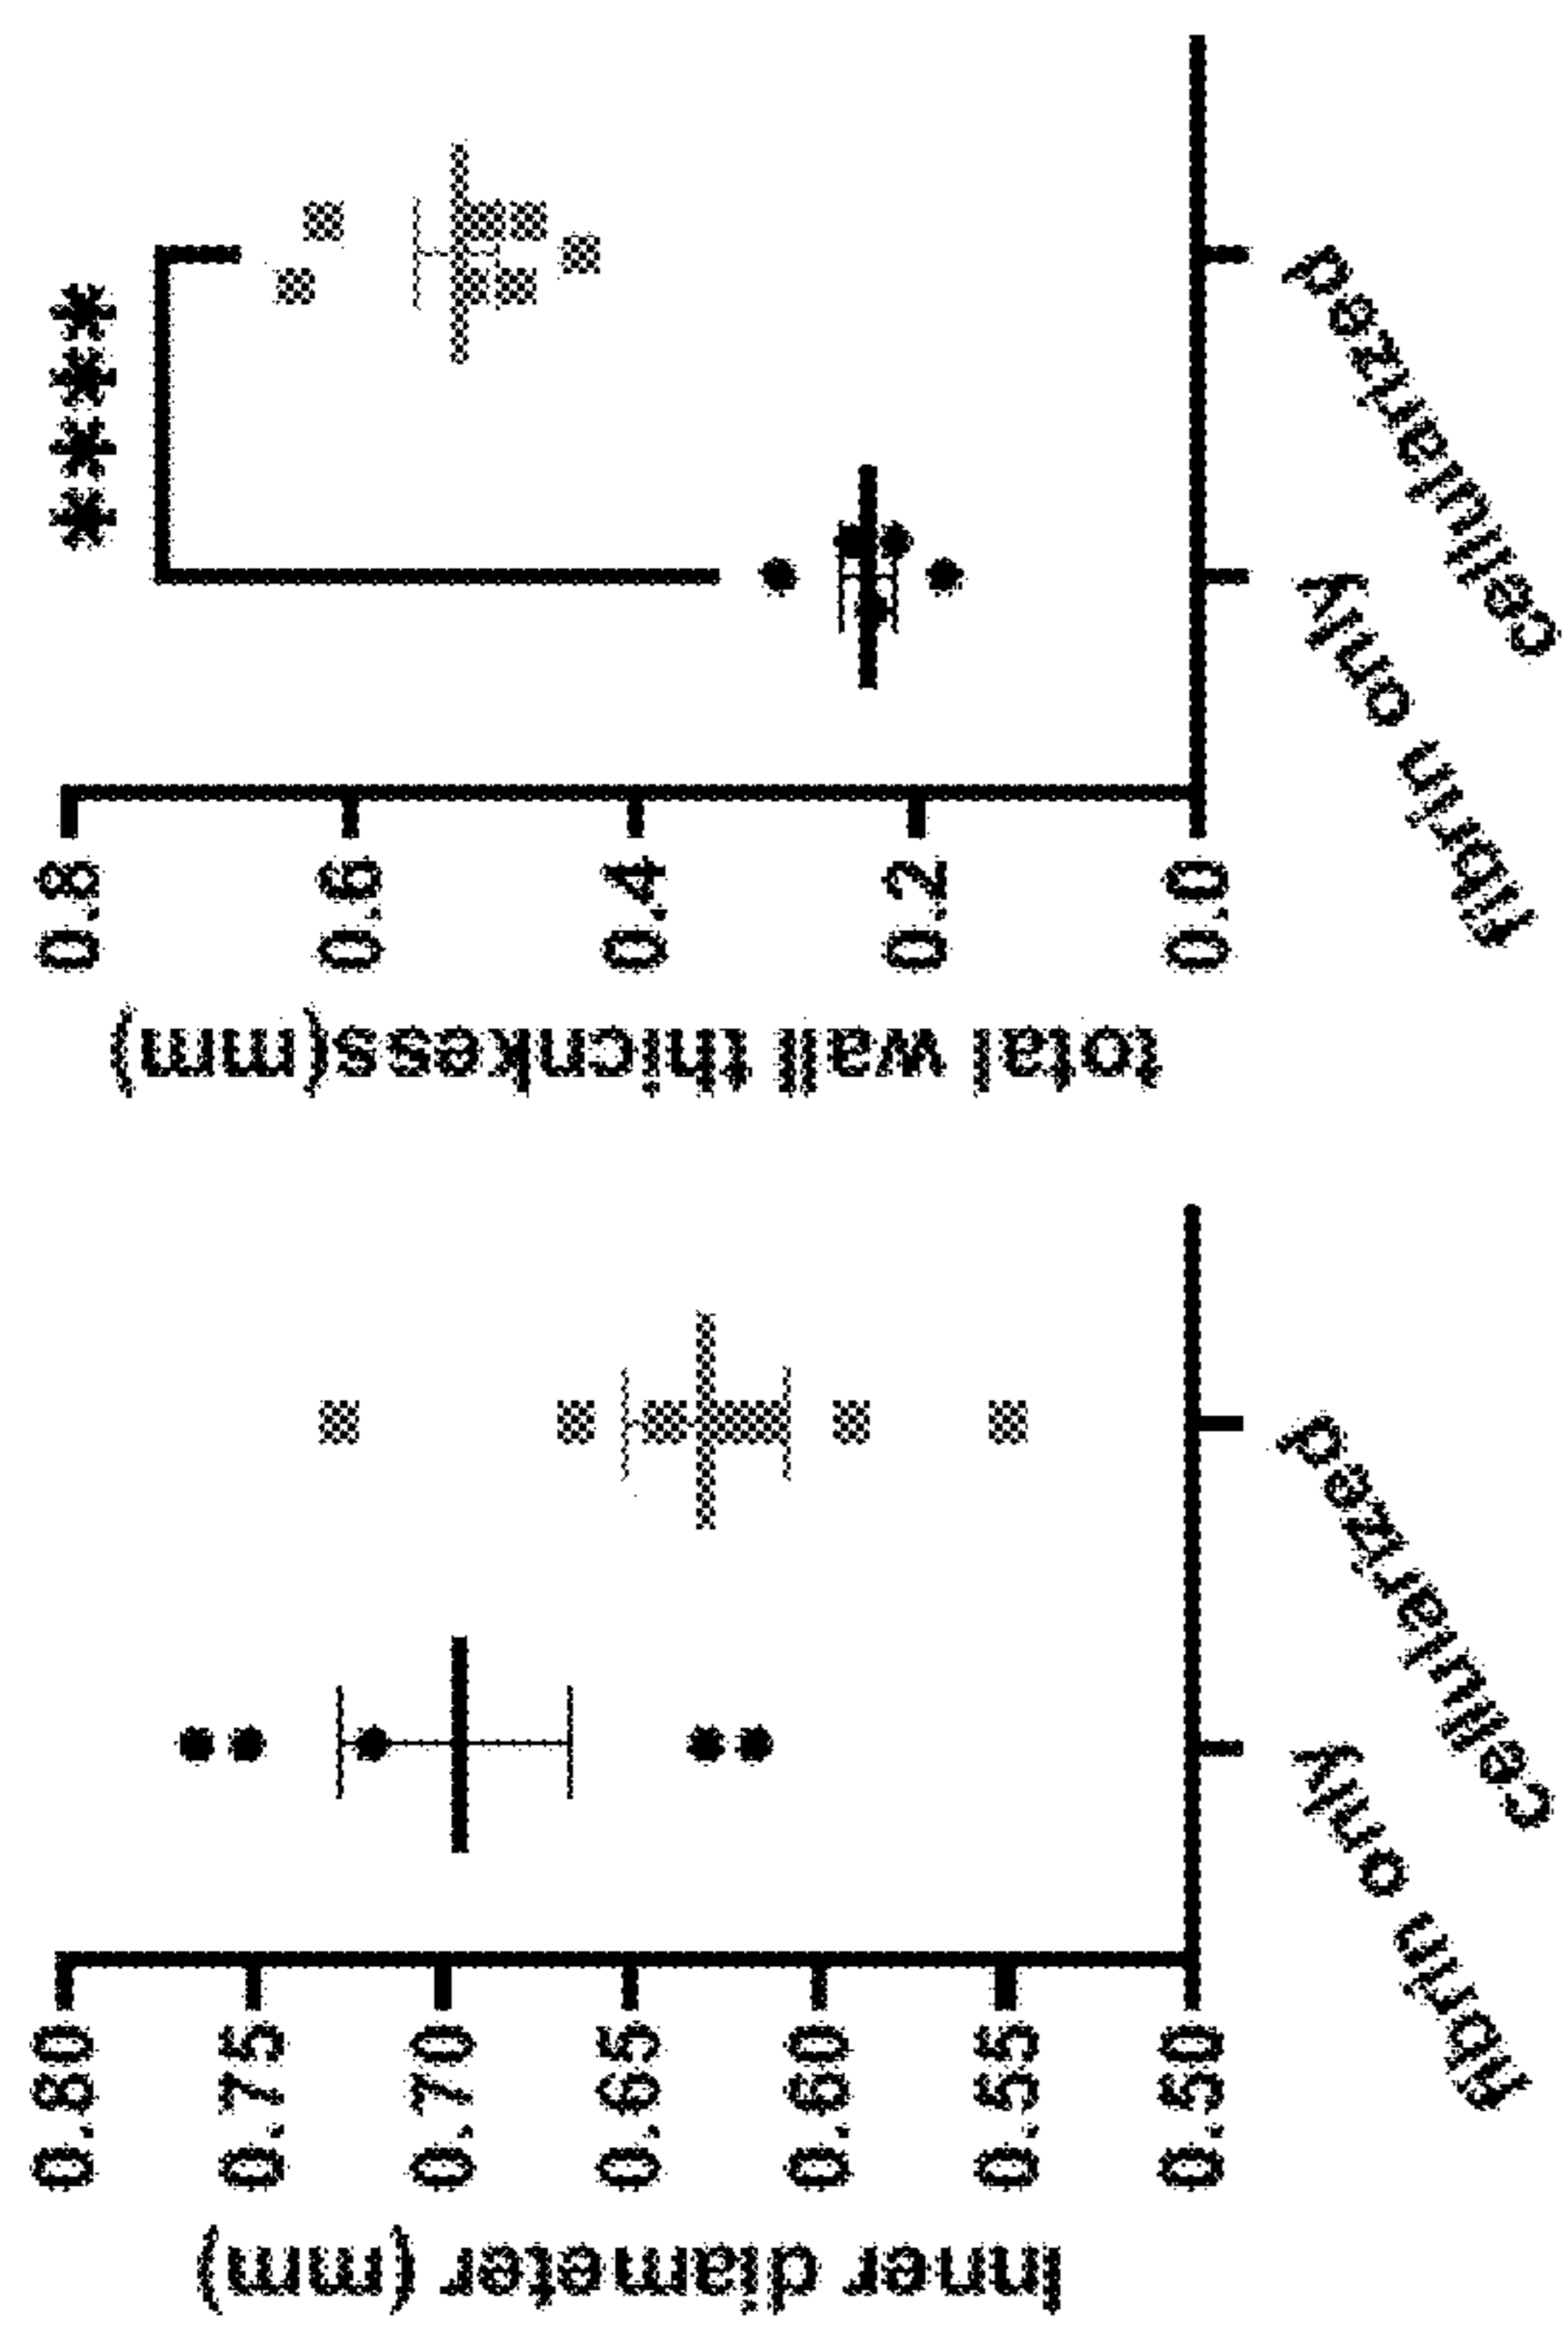 Inner diameter (mm)
0.80
0.75
0.70
0.65
0.60
0.55
0.50
fibrin only
cellularized
total wall thicnkess(mm)
0.8
0.6
0.4
0.2
0.0
****
fibrin only
cellularized